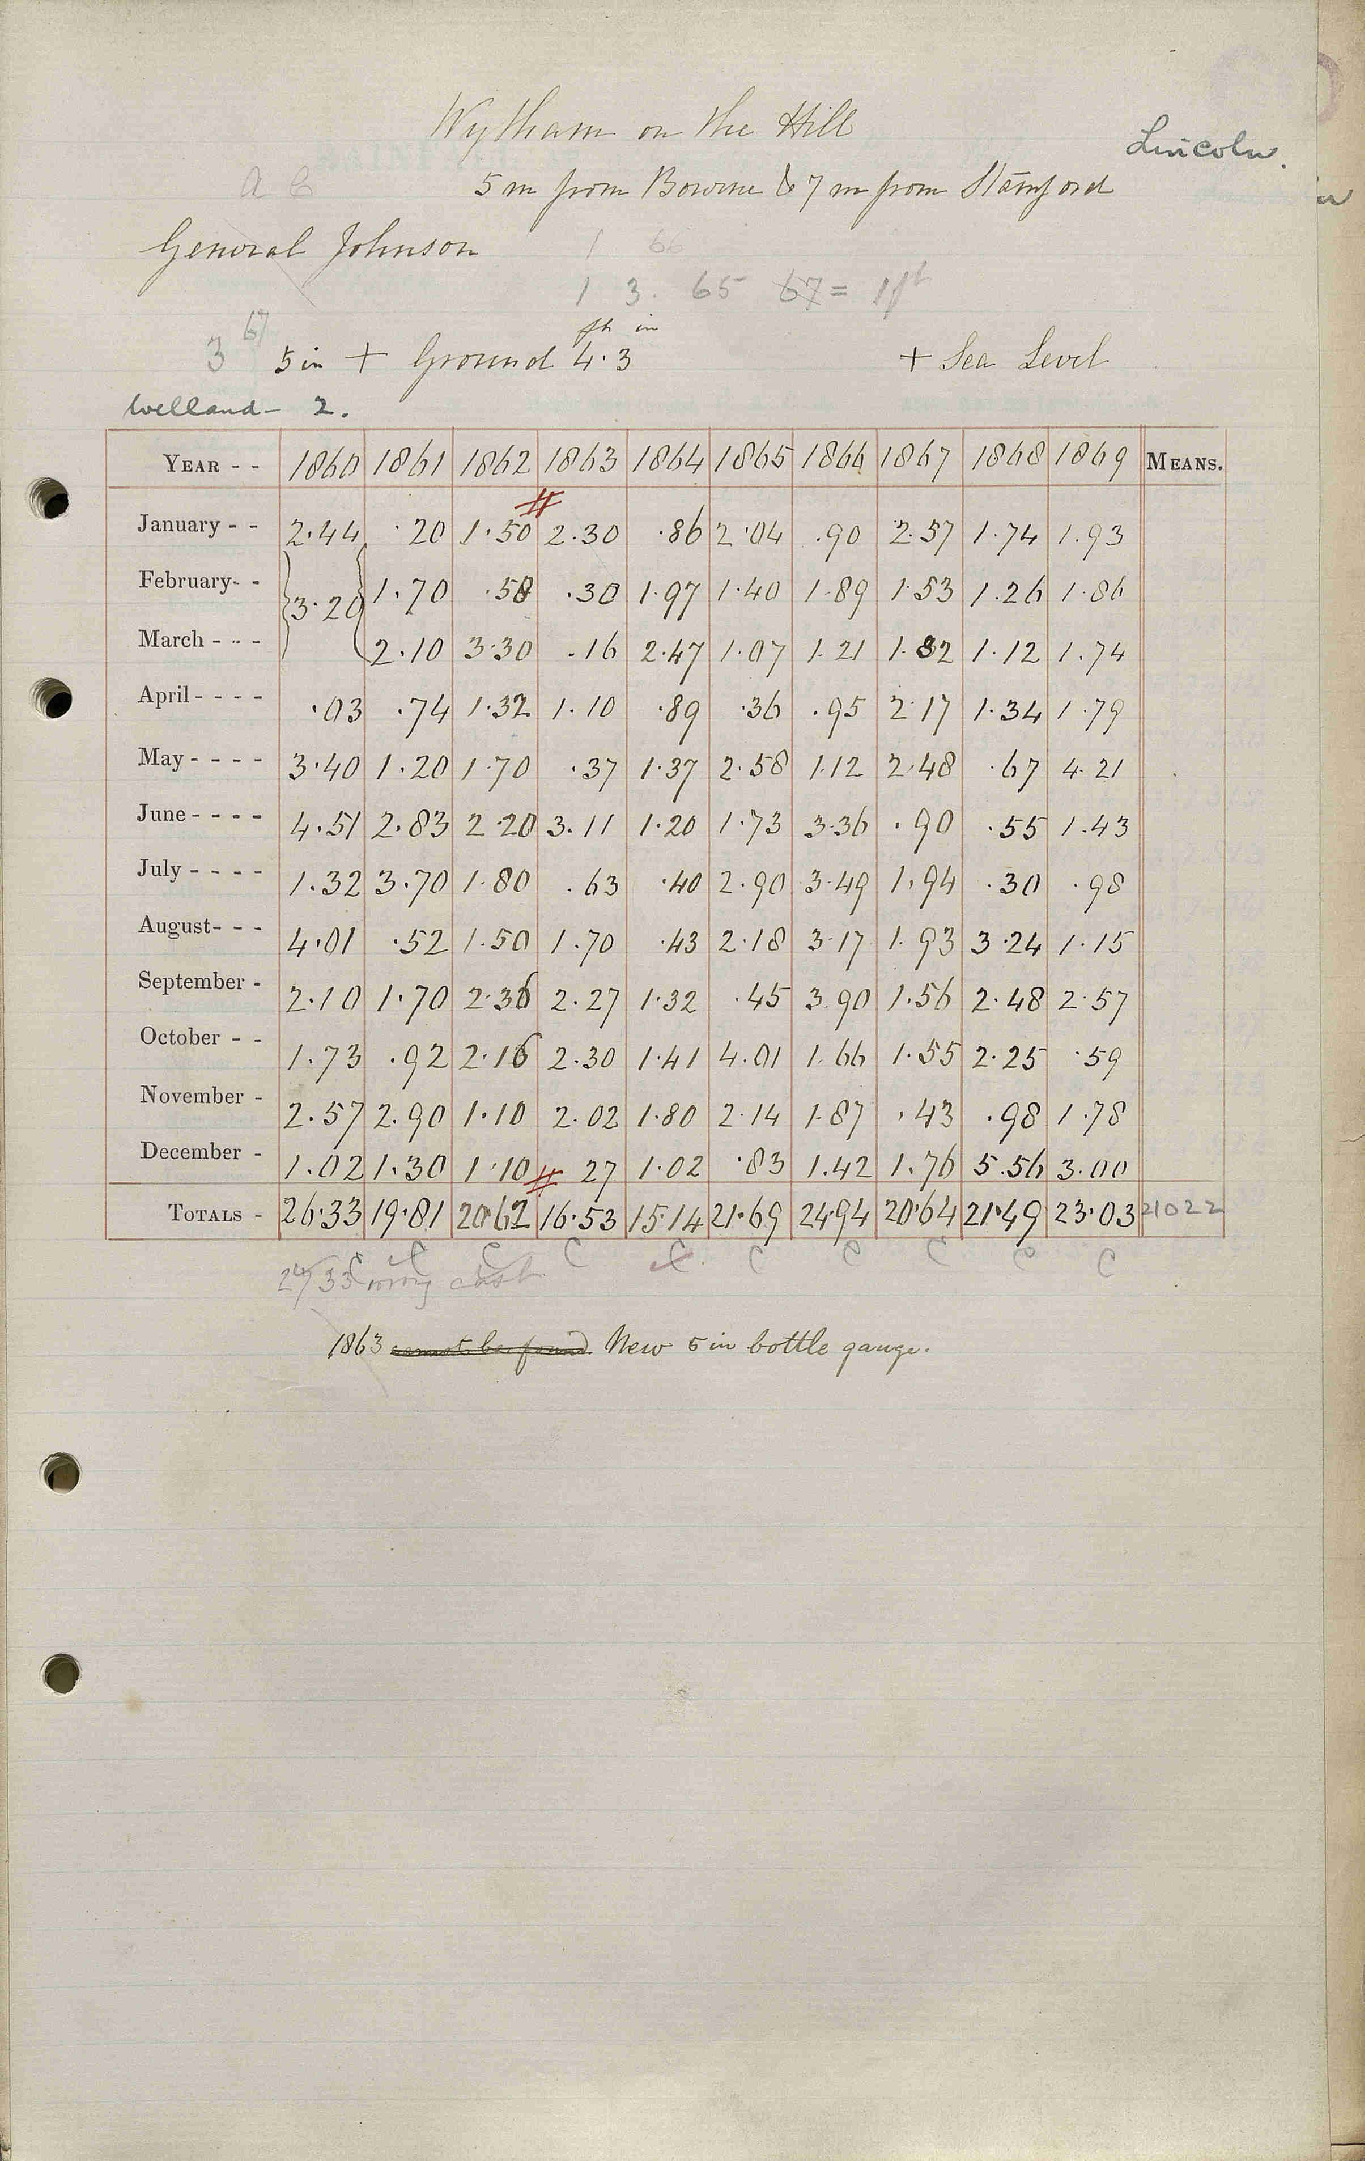 Wytham on the Hill
Lincoln.
5 m from Bourne & 7 m from Stamford
General Johnson
1 66
1 3. 65 67 = 1ft
3 67
ft in
5 in + Ground 4.3 + Sea Level
Welland - 2.
YEAR - - 1860 1861 1862 1863 1864 1865 1866 1867 1868 1869 MEANS.
January - - 2.44 .20 1.50 2.30 .86 2.04 .90 2.57 1.74 1.93
February- - 3.20 1.70 .58 .30 1.97 1.40 1.89 1.53 1.26 1.86
March - - - 2.10 3.30 .16 2.47 1.07 1.21 1.82 1.12 1.74
April - - - - .03 .74 1.32 1.10 .89 .36 .95 2.17 1.34 1.79
May - - - - 3.40 1.20 1.70 .37 1.37 2.58 1.12 2.48 .67 4.21
June - - - - 4.51 2.83 2.20 3.11 1.20 1.73 3.36 .90 .55 1.43
July - - - - 1.32 3.70 1.80 .63 .40 2.90 3.49 1.94 .30 .98
August- - - 4.01 .52 1.50 1.70 .43 2.18 3.17 1.93 3.24 1.15
September - 2.10 1.70 2.36 2.27 1.32 .45 3.90 1.56 2.48 2.57
October - - 1.73 .92 2.16 2.30 1.41 4.01 1.66 1.55 2.25 .59
November - 2.57 2.90 1.10 2.02 1.80 2.14 1.87 .43 .98 1.78
December - 1.02 1.30 1.10 27 1.02 .83 1.42 1.76 5.56 3.00
TOTALS - 26.33 19.81 20.62 16.53 15.14 21.69 24.94 20.64 21.49 23.03 21022
C C C C C C C C C C
1863 cannot be found New 5 in bottle gauge.